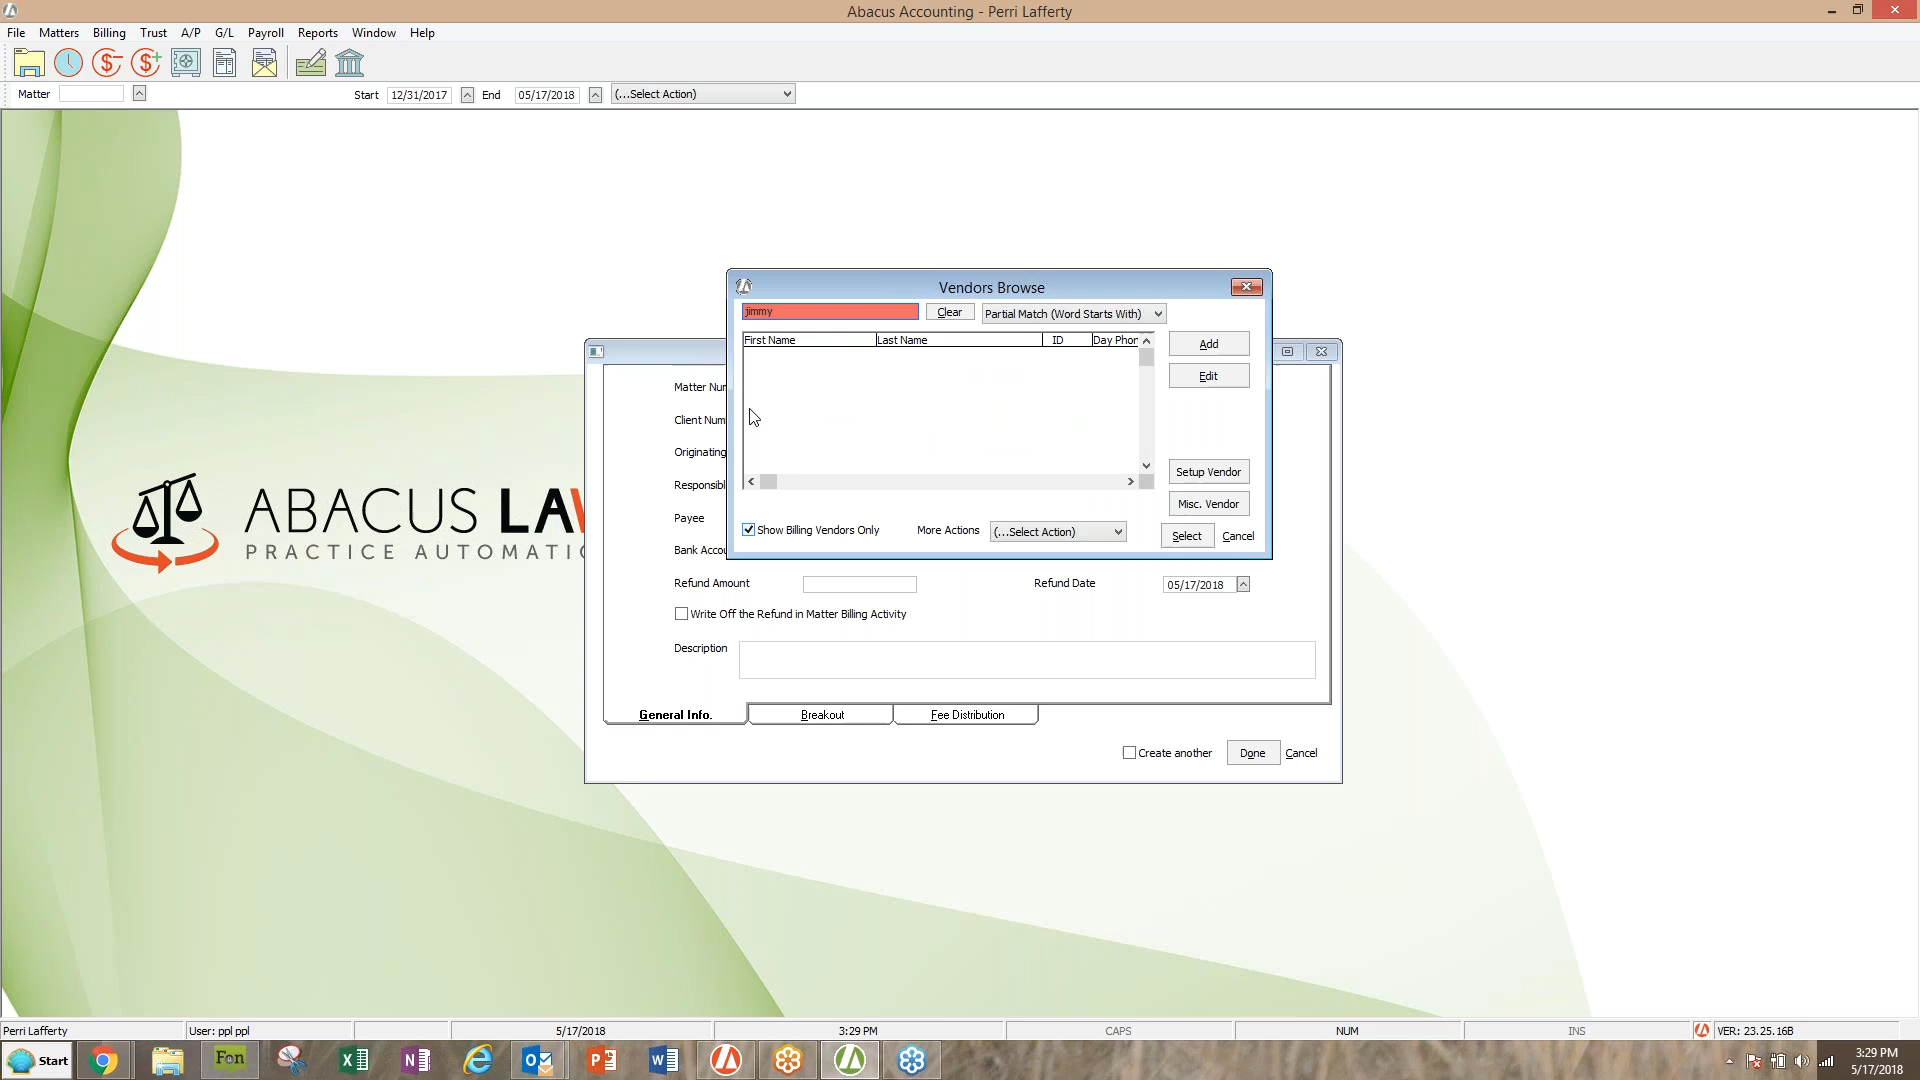 Abacus Accounting - Perri Lafferty
File Matters Billing Trust A/P G/L Payroll Reports Window Help
Matter Start 12/31/2017 End 05/17/2018 (...Select Action)
Vendors Browse
jimmy Clear Partial Match (Word Starts With)
First Name Last Name ID Day Phon
Add
Edit
Setup Vendor
Misc. Vendor
Show Billing Vendors Only More Actions (...Select Action) Select Cancel
Matter Nur
Client Num
Originating
Responsibl
Payee
Bank Accou
Refund Amount Refund Date 05/17/2018
Write Off the Refund in Matter Billing Activity
Description
General Info. Breakout Fee Distribution
Create another Done Cancel
ABACUS LAW
PRACTICE AUTOMATIO
Perri Lafferty User: ppl ppl 5/17/2018 3:29 PM CAPS NUM INS VER: 23.25.16B
Start Fon 3:29 PM
5/17/2018